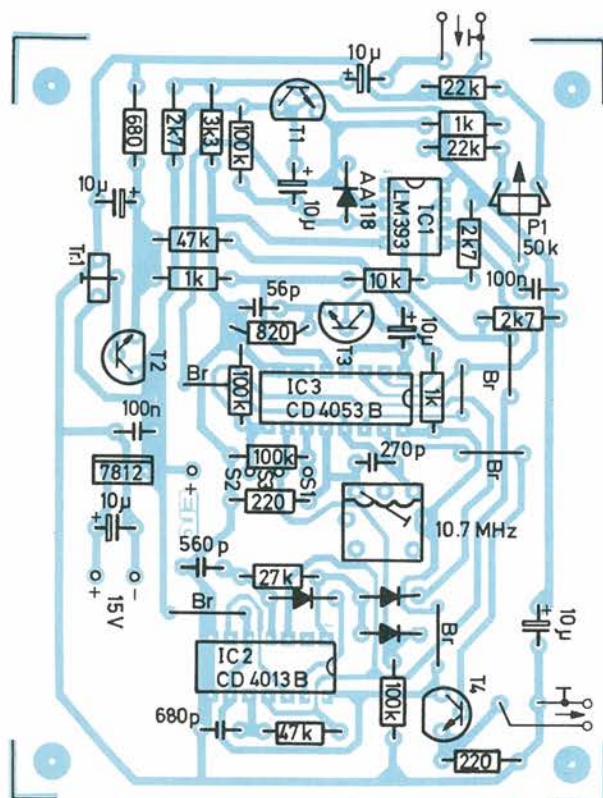 10µ
+
22k
680
2k7
3k3
100k
T1
1k
22k
10µ
+
+
10µ
AA118
LM393
IC1
P1
50k
2k7
Tr.1
47k
1k
10k
100n
56p
820
T3
+
10µ
2k7
T2
Br
100k
IC3
CD 4053 B
1k
Br
100n
7812
+
100k
S2
S3
S1
220
270p
Br
10µ
+
10.7 MHz
560p
27k
+
-
15V
Br
Br
+
10µ
IC2
CD 4013 B
100k
T4
680p
47k
220